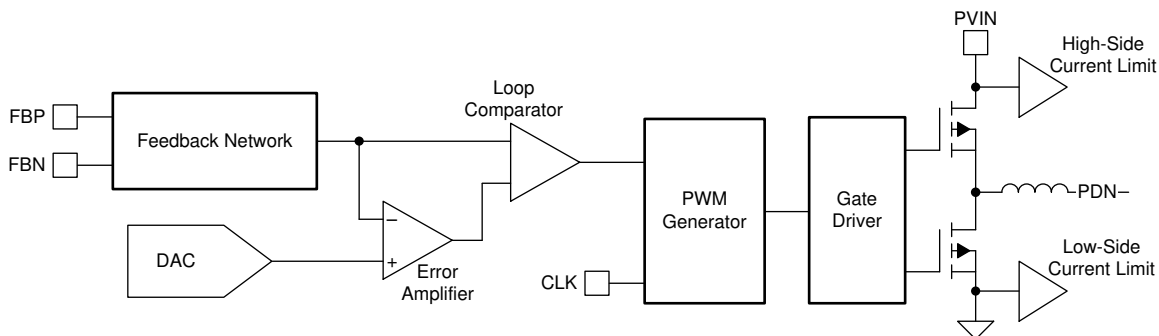 PVIN
High-Side
Current Limit
Loop
Comparator
FBP
FBN
Feedback Network
PWM
Generator
Gate
Driver
PDN
DAC
−
+
Error
Amplifier
CLK
Low-Side
Current Limit